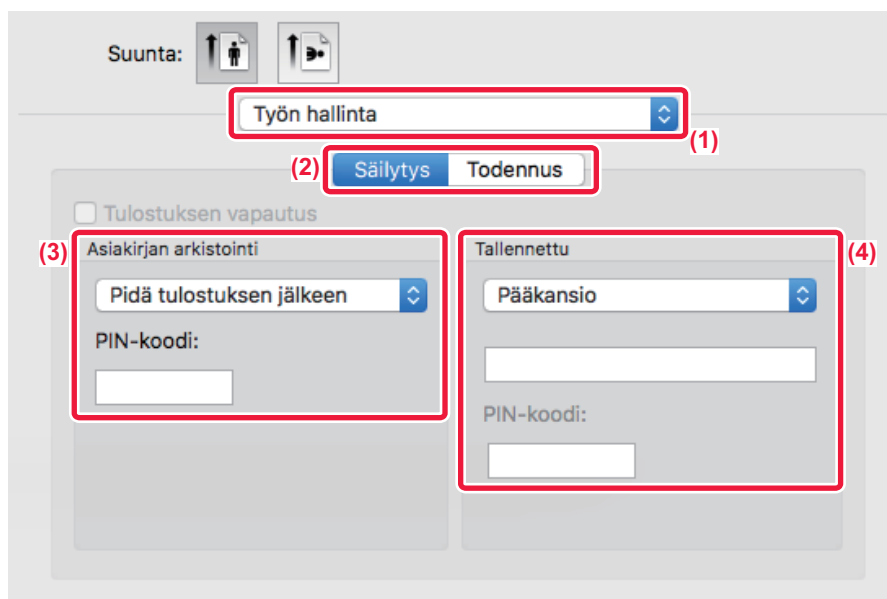 Suunta:
Työn hallinta
(1)
(2)
Säilytys Todennus
Tulostuksen vapautus
(3)
Asiakirjan arkistointi
Pidä tulostuksen jälkeen
PIN-koodi:
Tallennettu
(4)
Pääkansio
PIN-koodi: